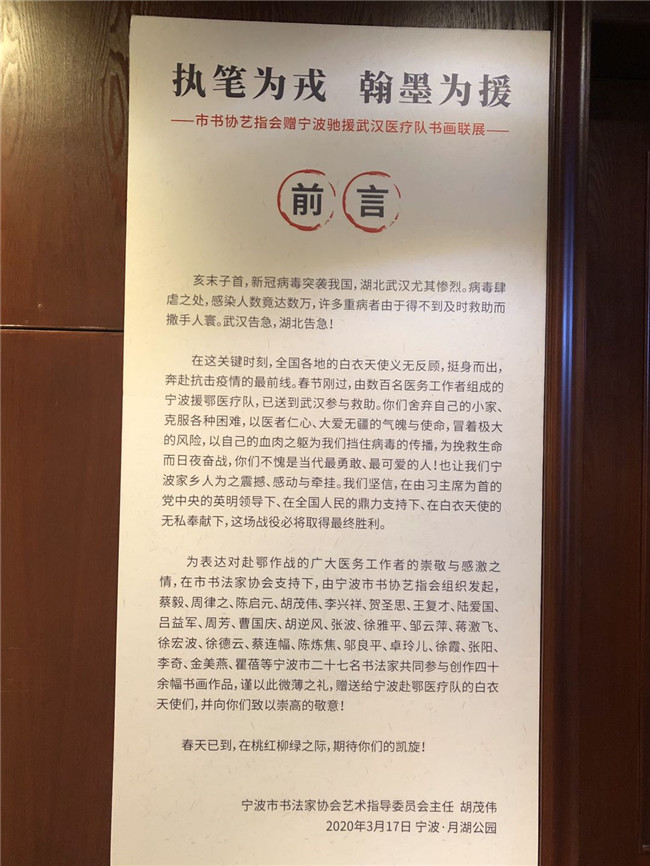 执笔为戎 翰墨为援
——市书协艺指会赠宁波驰援武汉医疗队书画联展——
前言
亥末子首，新冠病毒突袭我国，湖北武汉尤其惨烈。病毒肆
虐之处，感染人数竟达数万，许多重病者由于得不到及时救助而
撒手人寰。武汉告急，湖北告急！
在这关键时刻，全国各地的白衣天使义无反顾，挺身而出，
奔赴抗击疫情的最前线。春节刚过，由数百名医务工作者组成的
宁波援鄂医疗队，已送到武汉参与救助。你们舍弃自己的小家、
克服各种困难，以医者仁心、大爱无疆的气魄与使命，冒着极大
的风险，以自己的血肉之躯为我们挡住病毒的传播，为挽救生命
而日夜奋战，你们不愧是当代最勇敢、最可爱的人！也让我们宁
波家乡人为之震撼、感动与牵挂。我们坚信，在由习主席为首的
党中央的英明领导下、在全国人民的鼎力支持下、在白衣天使的
无私奉献下，这场战役必将取得最终胜利。
为表达对赴鄂作战的广大医务工作者的崇敬与感激之
情，在市书法家协会支持下，由宁波市书协艺指会组织发起，
蔡毅、周律之、陈启元、胡茂伟、李兴祥、贺圣思、王复才、陆爱国、
吕益军、周芳、曹国庆、胡逆风、张波、徐雅平、邹云萍、蒋激飞、
徐宏波、徐德云、蔡连幅、陈炼焦、邬良平、卓玲儿、徐霞、张阳、
李奇、金美燕、瞿蓓等宁波市二十七名书法家共同参与创作四十
余幅书画作品，谨以此微薄之礼，赠送给宁波赴鄂医疗队的白衣
天使们，并向你们致以崇高的敬意！
春天已到，在桃红柳绿之际，期待你们的凯旋！
宁波市书法家协会艺术指导委员会主任 胡茂伟
2020年3月17日 宁波·月湖公园